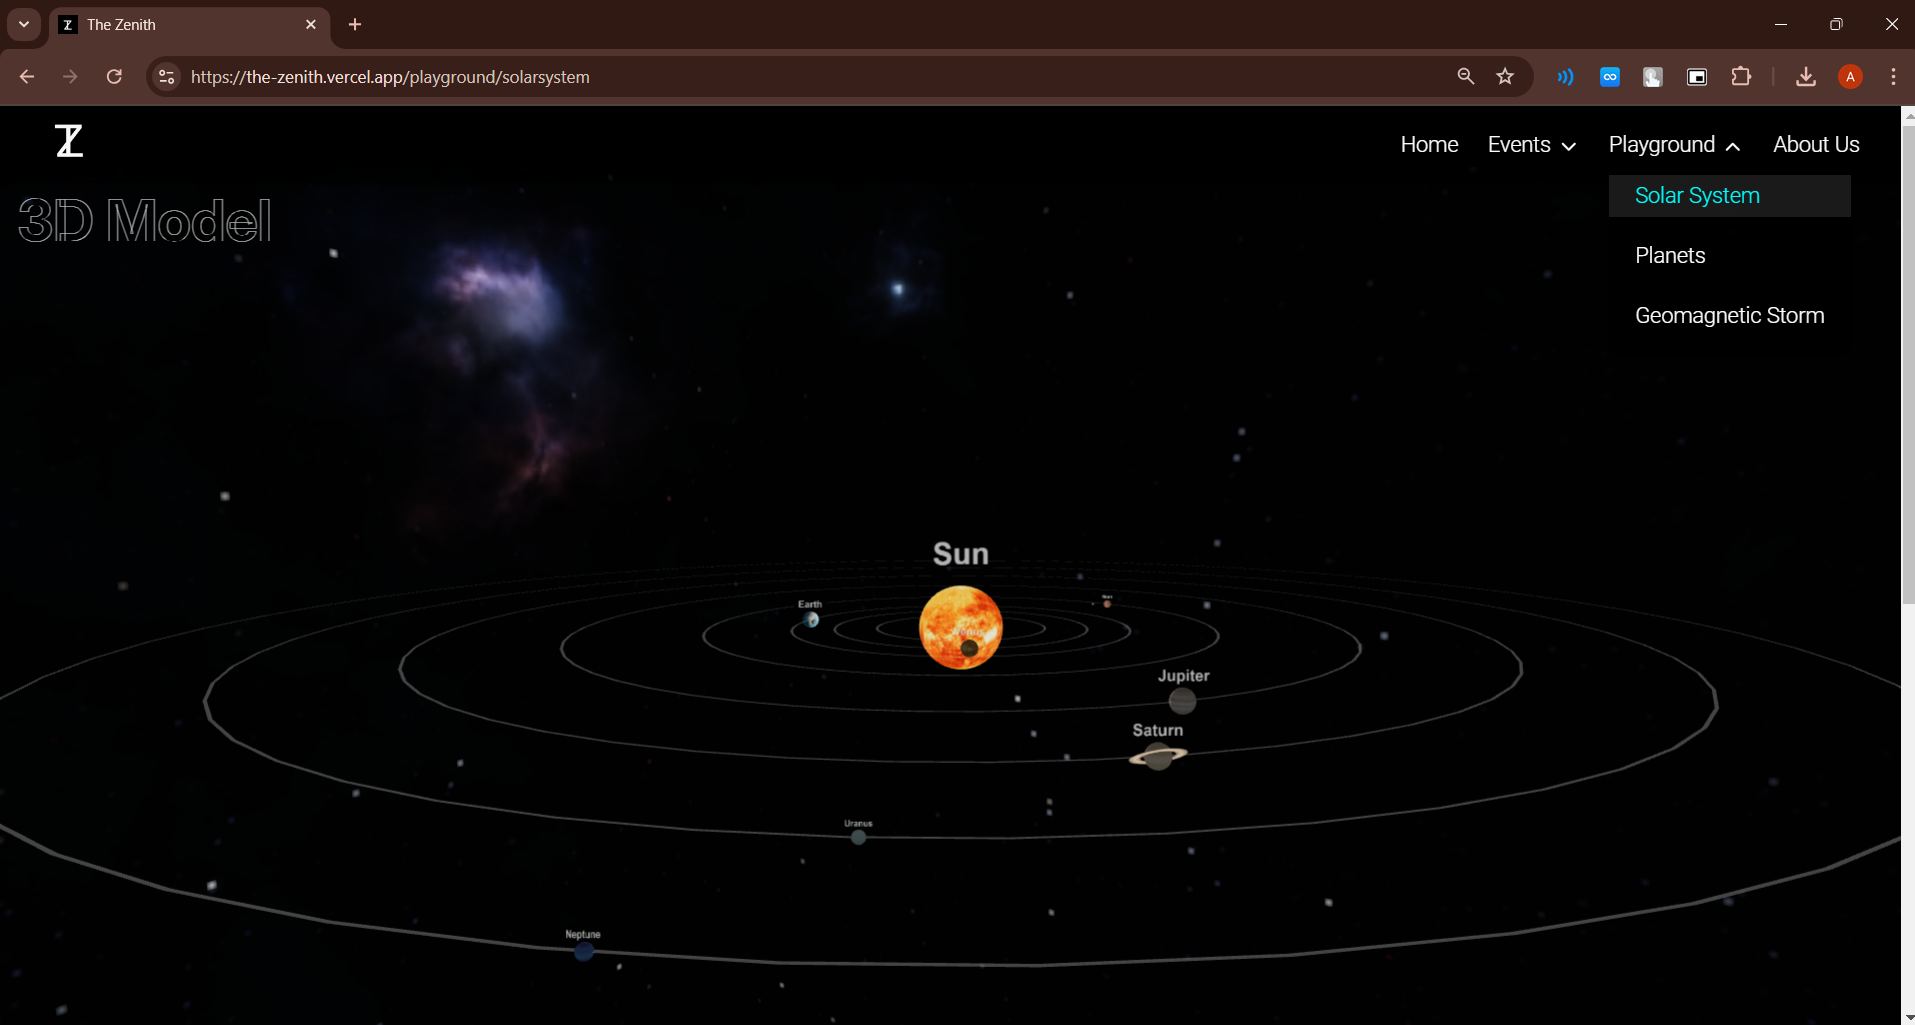 The Zenith
https://the-zenith.vercel.app/playground/solarsystem
A
Home Events Playground About Us
Solar System
Planets
Geomagnetic Storm
3D Model
Sun
Earth
Venus
Jupiter
Saturn
Uranus
Neptune